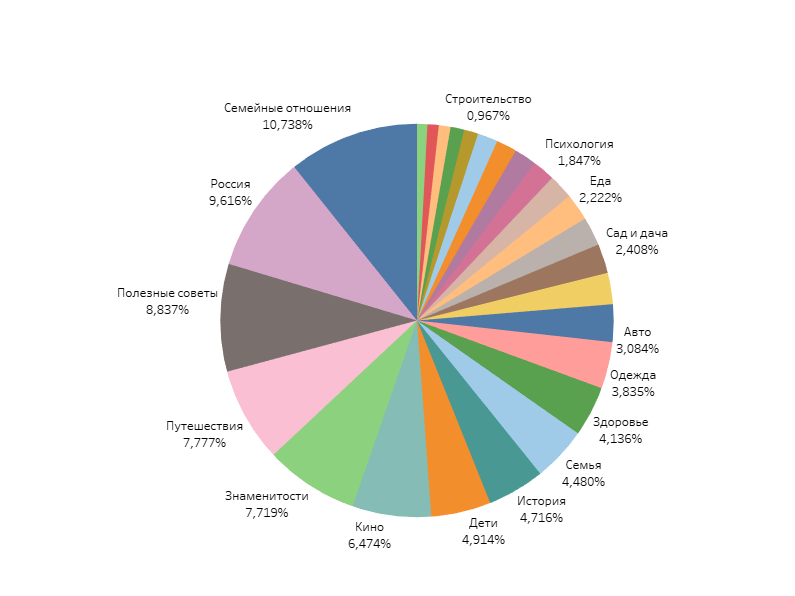 Строительство
0,967%
Психология
1,847%
Еда
2,222%
Сад и дача
2,408%
Авто
3,084%
Одежда
3,835%
Здоровье
4,136%
Семья
4,480%
История
4,716%
Дети
4,914%
Кино
6,474%
Знаменитости
7,719%
Путешествия
7,777%
Полезные советы
8,837%
Россия
9,616%
Семейные отношения
10,738%